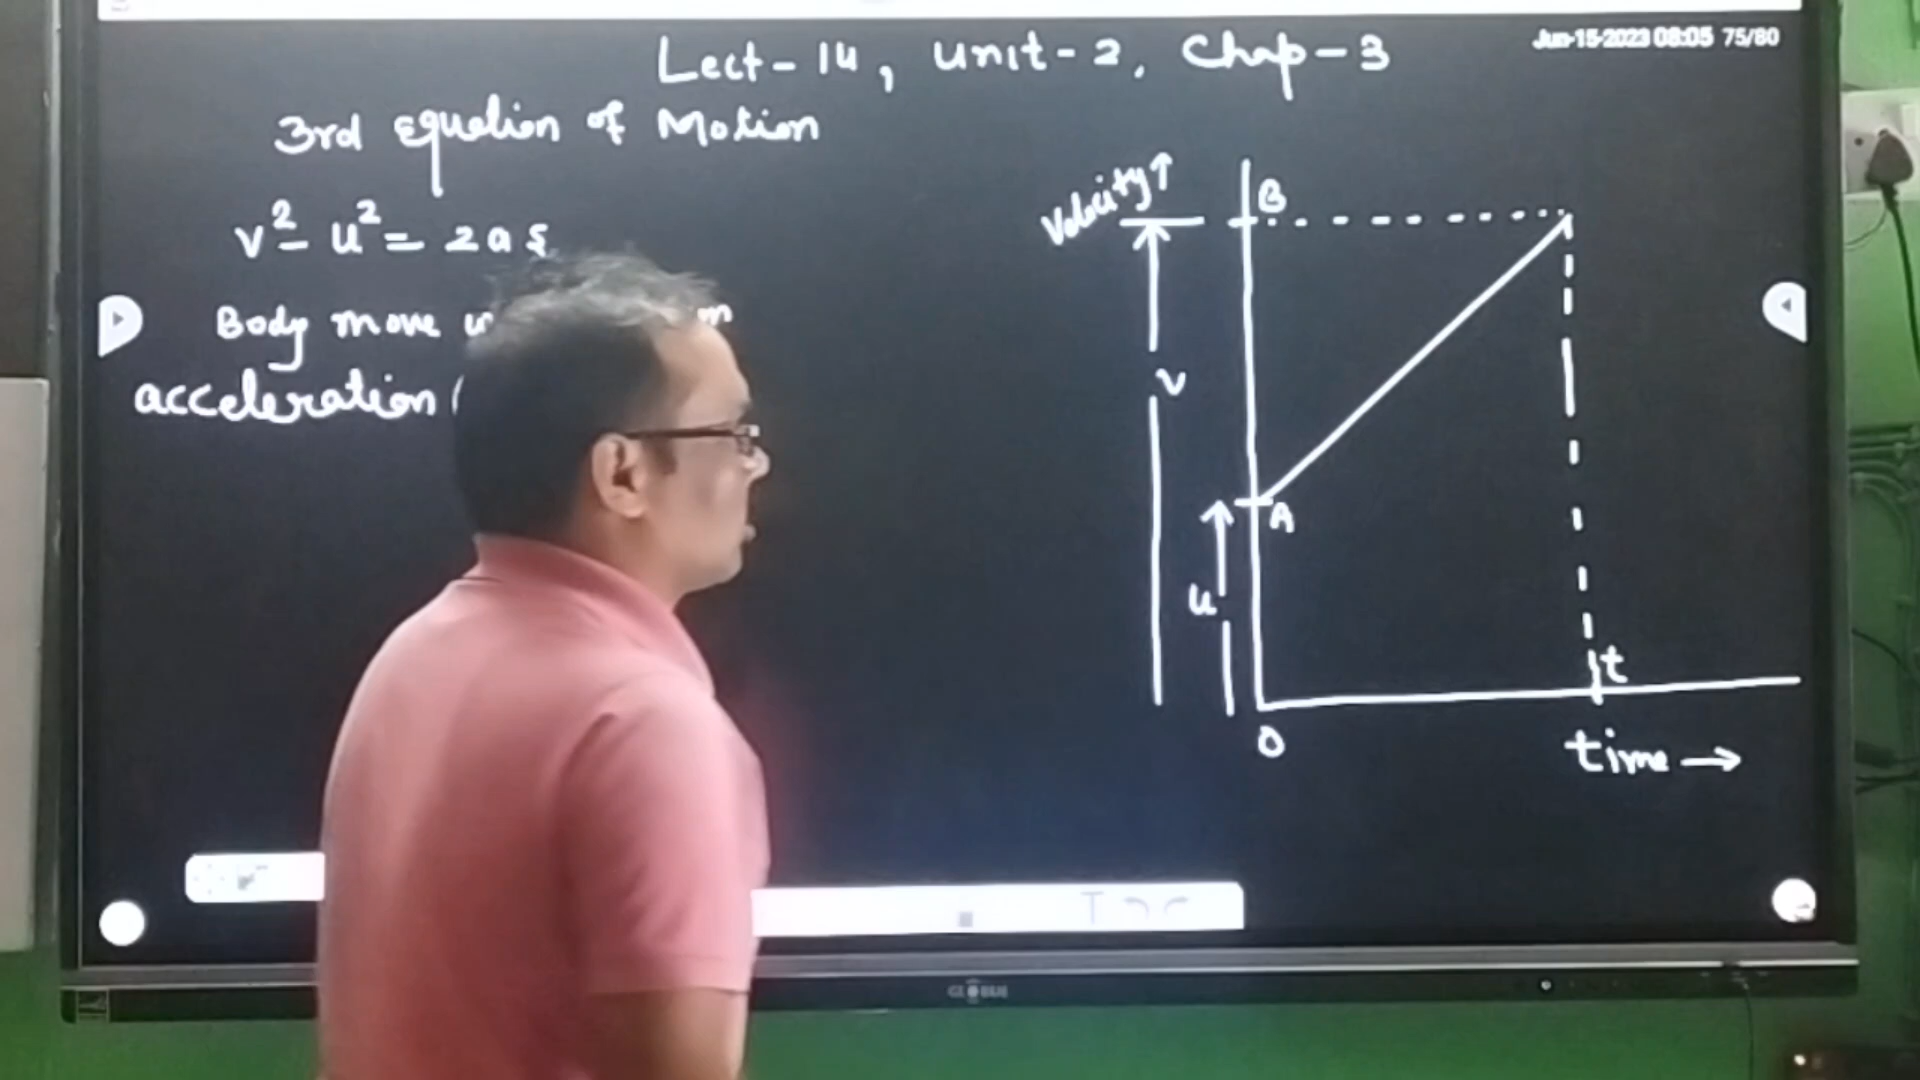 Lect-14, Unit-2, Chap-3
Jun-15-2023 08:05 75/80
3rd Equation of Motion
v² - u² = 2as
Body move
acceleration (
Velocity↑
B
v
A
u
t
O
time →
GLOBUS